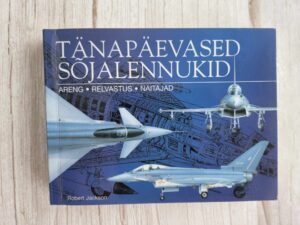 TÄNAPÄEVASED
SÕJALENNUKID
ARENG • RELVASTUS • NÄITAJAD
Robert Jackson